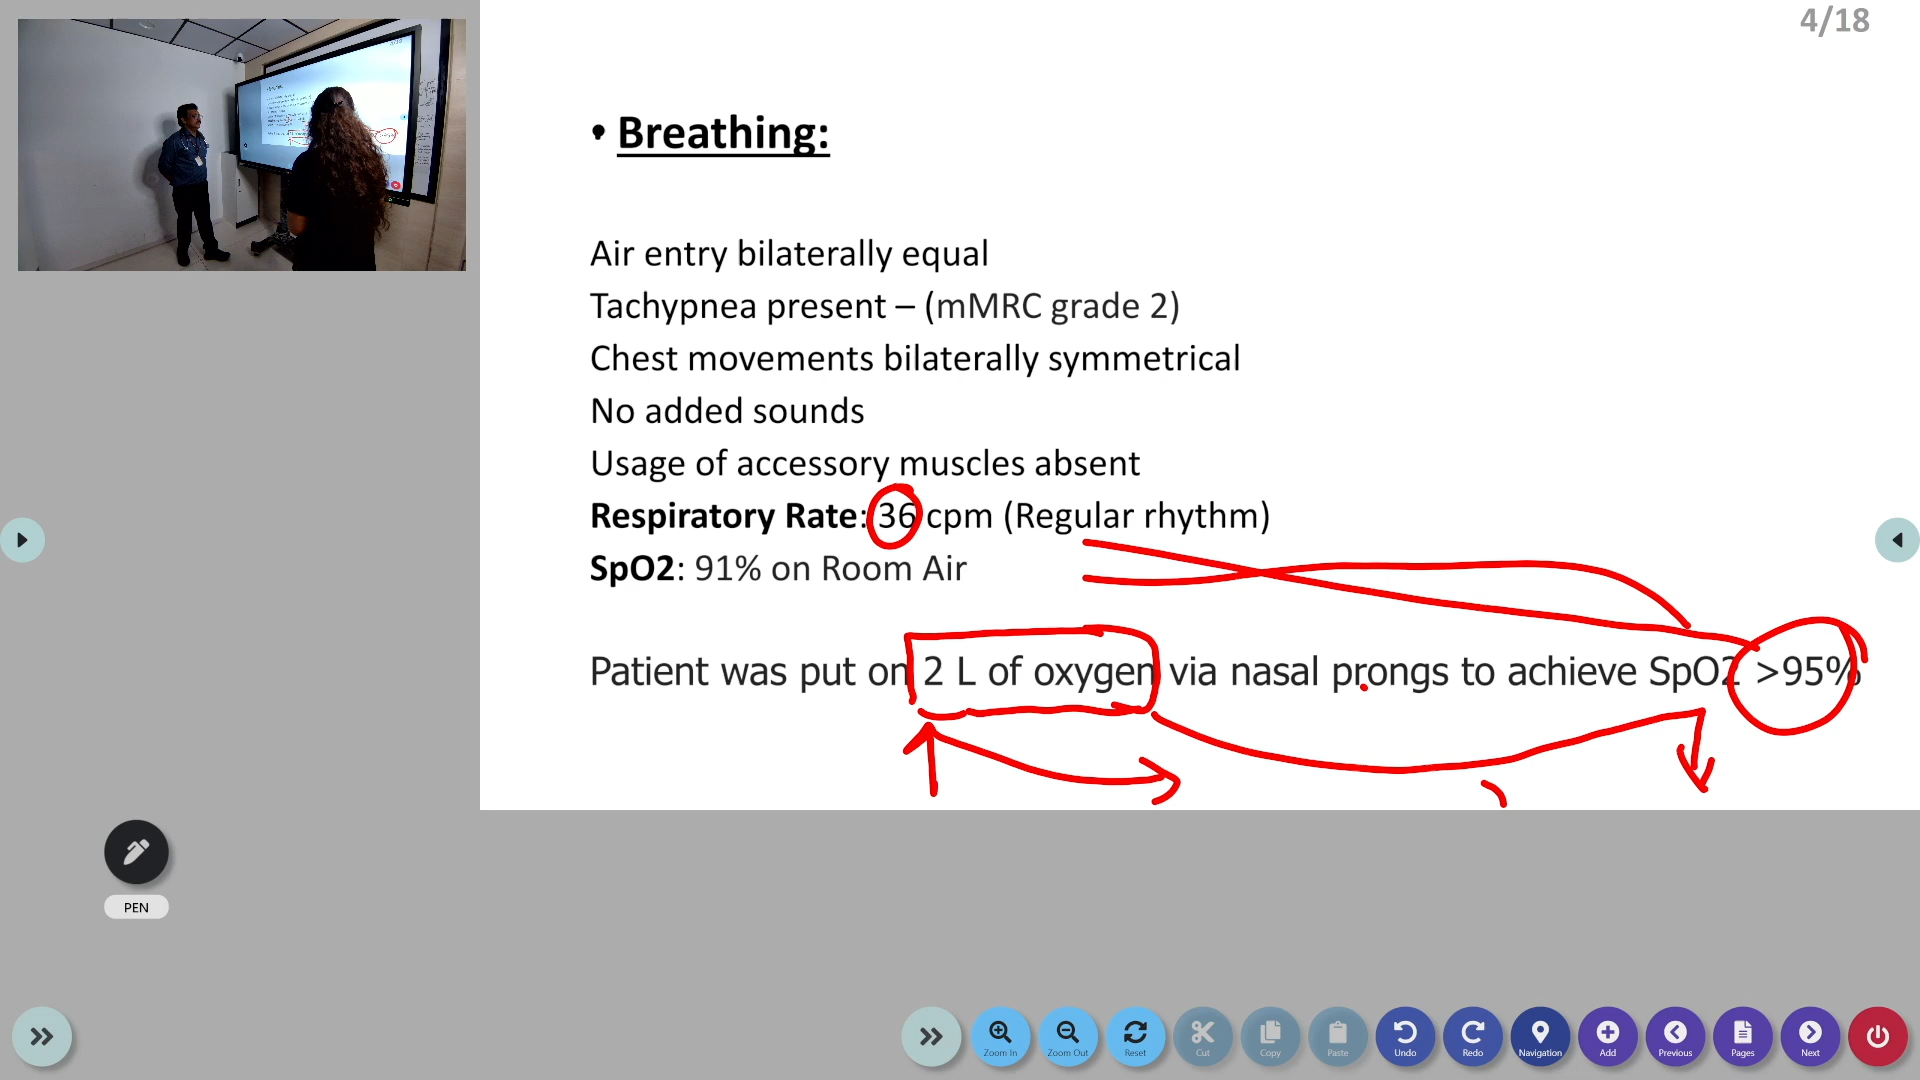 4/18
• Breathing:
Air entry bilaterally equal
Tachypnea present – (mMRC grade 2)
Chest movements bilaterally symmetrical
No added sounds
Usage of accessory muscles absent
Respiratory Rate: 36 cpm (Regular rhythm)
SpO2: 91% on Room Air
Patient was put on 2 L of oxygen via nasal prongs to achieve SpO2 >95%
PEN
Zoom In
Zoom Out
Reset
Cut
Copy
Paste
Undo
Redo
Navigation
Add
Previous
Pages
Next